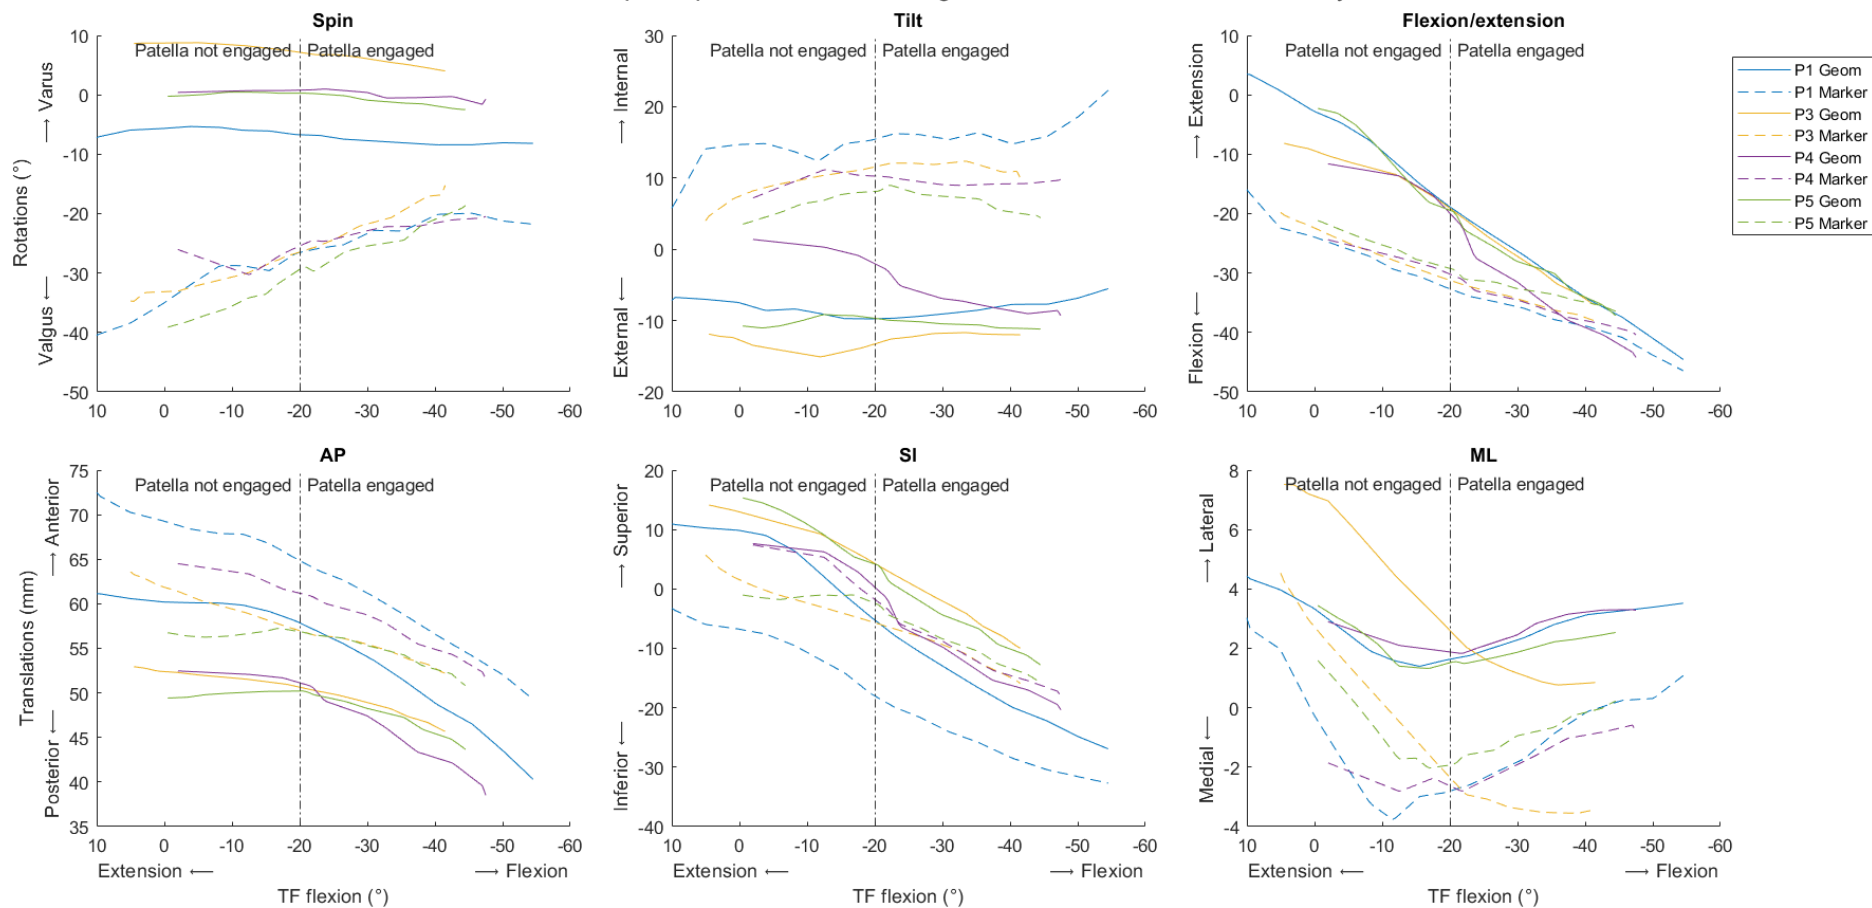 Spin
Tilt
Flexion/extension
10
0
-10
-20
-30
-40
-50
Rotations (°)
Valgus ←
→ Varus
Patella not engaged
Patella engaged
10
0
-10
-20
-30
-40
-50
-60
30
20
10
0
-10
-20
External ←
→ Internal
Patella not engaged
Patella engaged
10
0
-10
-20
-30
-40
-50
-60
10
0
-10
-20
-30
-40
-50
Flexion ←
→ Extension
Patella not engaged
Patella engaged
10
0
-10
-20
-30
-40
-50
-60
P1 Geom
P1 Marker
P3 Geom
P3 Marker
P4 Geom
P4 Marker
P5 Geom
P5 Marker
AP
SI
ML
75
70
65
60
55
50
45
40
35
Translations (mm)
Posterior ←
→ Anterior
Patella not engaged
Patella engaged
10
0
-10
-20
-30
-40
-50
-60
Extension ←
→ Flexion
TF flexion (°)
20
10
0
-10
-20
-30
-40
Inferior ←
→ Superior
Patella not engaged
Patella engaged
10
0
-10
-20
-30
-40
-50
-60
Extension ←
→ Flexion
TF flexion (°)
8
6
4
2
0
-2
-4
Medial ←
→ Lateral
Patella not engaged
Patella engaged
10
0
-10
-20
-30
-40
-50
-60
Extension ←
→ Flexion
TF flexion (°)